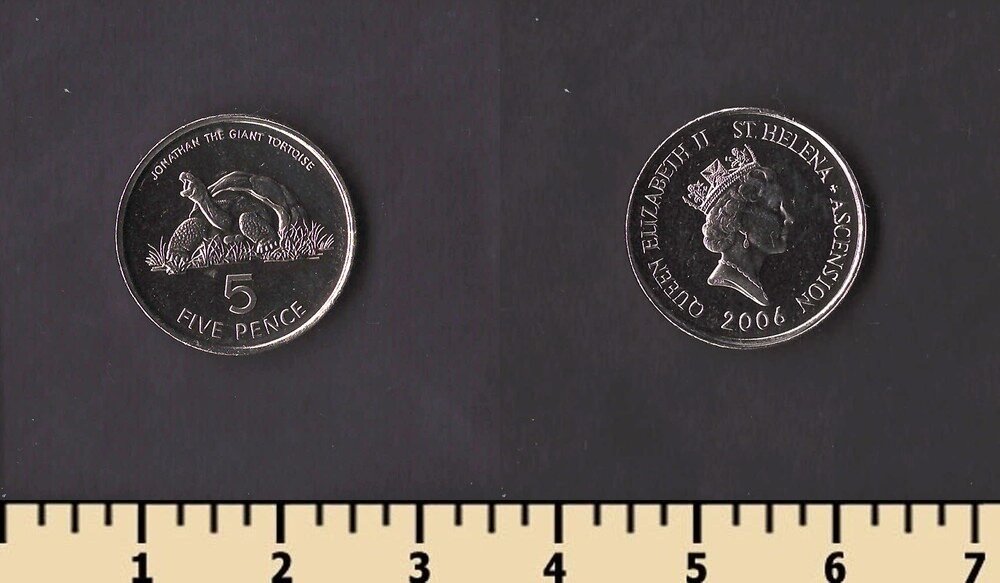 JONATHAN THE GIANT TORTOISE
5
FIVE PENCE
QUEEN ELIZABETH II ST. HELENA + ASCENSION
2006
1 2 3 4 5 6 7